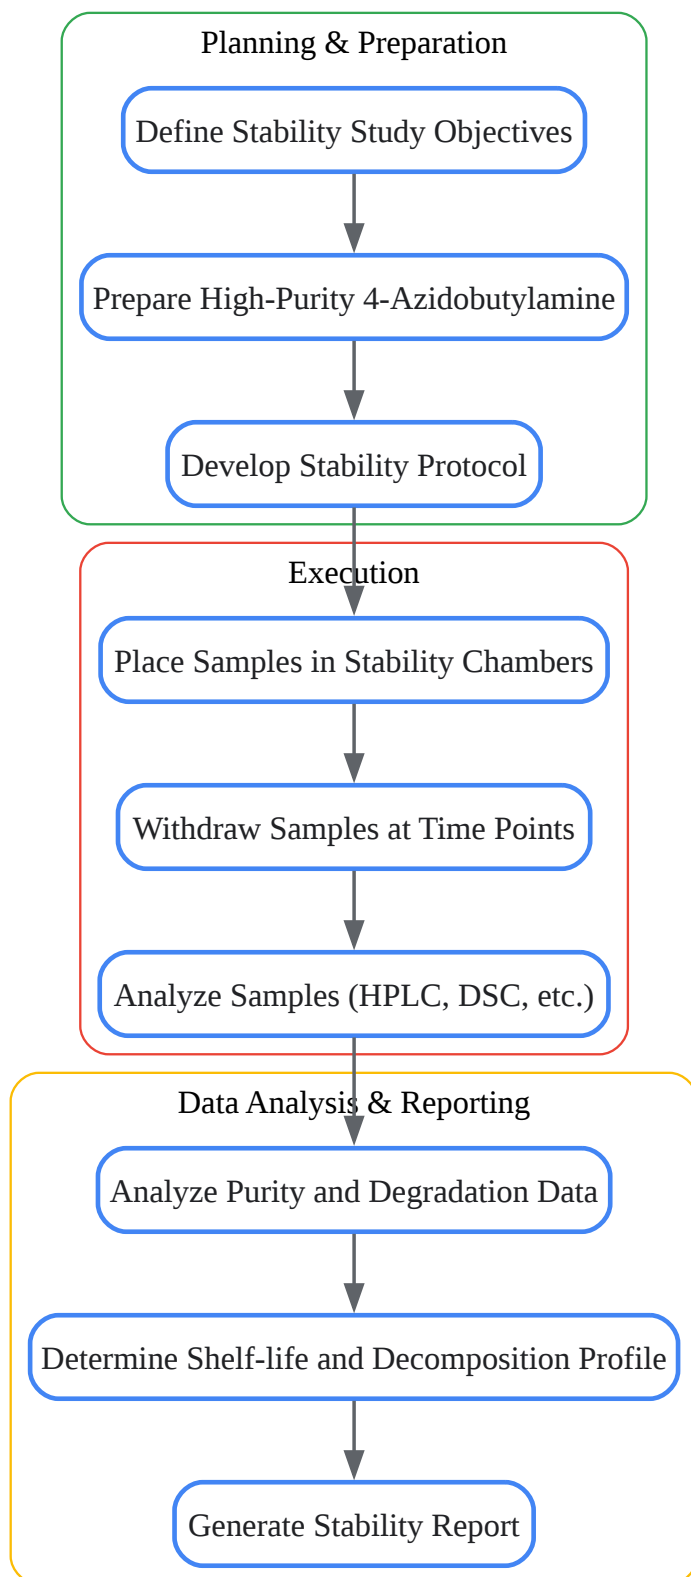 Planning & Preparation
Define Stability Study Objectives
Prepare High-Purity 4-Azidobutylamine
Develop Stability Protocol
Execution
Place Samples in Stability Chambers
Withdraw Samples at Time Points
Analyze Samples (HPLC, DSC, etc.)
Data Analysis & Reporting
Analyze Purity and Degradation Data
Determine Shelf-life and Decomposition Profile
Generate Stability Report